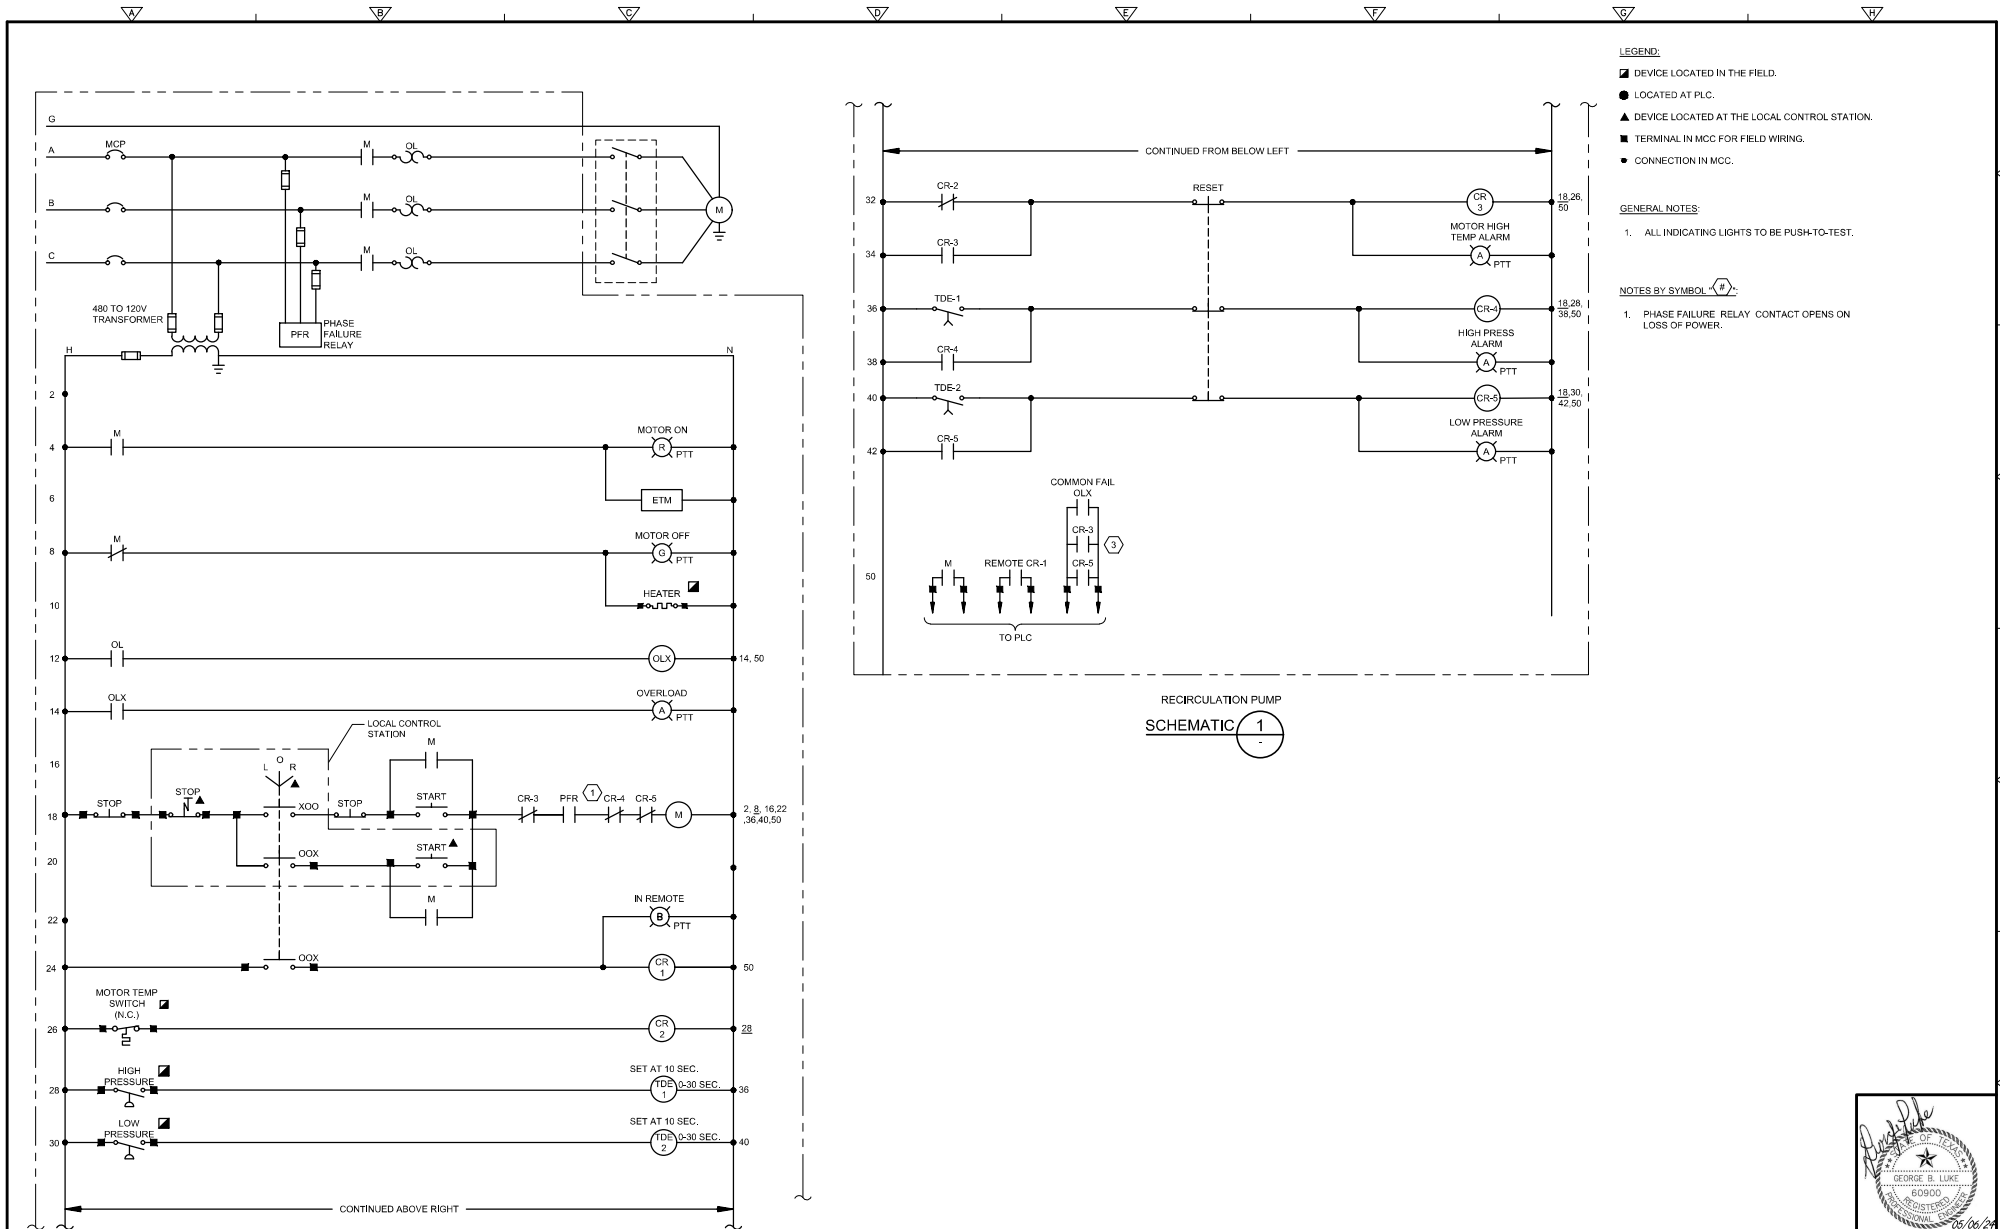 A
B
C
D
E
F
G
H
G
A
MCP
M
OL
B
M
OL
M
C
M
OL
480 TO 120V
TRANSFORMER
PFR
PHASE
FAILURE
RELAY
H
N
2
4
M
MOTOR ON
R
PTT
6
ETM
8
M
MOTOR OFF
G
PTT
10
HEATER
12
OL
OLX
14, 50
14
OLX
OVERLOAD
A
PTT
LOCAL CONTROL
STATION
16
L
O
R
M
18
STOP
STOP
XOO
STOP
START
CR-3
PFR
1
CR-4
CR-5
M
2, 8, 16,22
,36,40,50
20
OOX
START
22
M
IN REMOTE
B
PTT
24
OOX
CR
1
50
MOTOR TEMP
SWITCH
(N.C.)
26
CR
2
28
28
HIGH
PRESSURE
SET AT 10 SEC.
TDE
1
0-30 SEC.
36
30
LOW
PRESSURE
SET AT 10 SEC.
TDE
2
0-30 SEC.
40
CONTINUED ABOVE RIGHT
CONTINUED FROM BELOW LEFT
32
CR-2
RESET
CR
3
18,26,
50
MOTOR HIGH
TEMP ALARM
34
CR-3
A
PTT
36
TDE-1
CR-4
18,28,
38,50
HIGH PRESS
ALARM
38
CR-4
A
PTT
40
TDE-2
CR-5
18,30,
42,50
LOW PRESSURE
ALARM
42
CR-5
A
PTT
COMMON FAIL
OLX
CR-3
3
50
M
REMOTE CR-1
CR-5
TO PLC
RECIRCULATION PUMP
SCHEMATIC
1
-
LEGEND:
DEVICE LOCATED IN THE FIELD.
LOCATED AT PLC.
DEVICE LOCATED AT THE LOCAL CONTROL STATION.
TERMINAL IN MCC FOR FIELD WIRING.
CONNECTION IN MCC.
GENERAL NOTES:
1. ALL INDICATING LIGHTS TO BE PUSH-TO-TEST.
NOTES BY SYMBOL "#":
1. PHASE FAILURE RELAY CONTACT OPENS ON
LOSS OF POWER.
STATE OF TEXAS
GEORGE B. LUKE
60900
REGISTERED
PROFESSIONAL ENGINEER
05/06/24